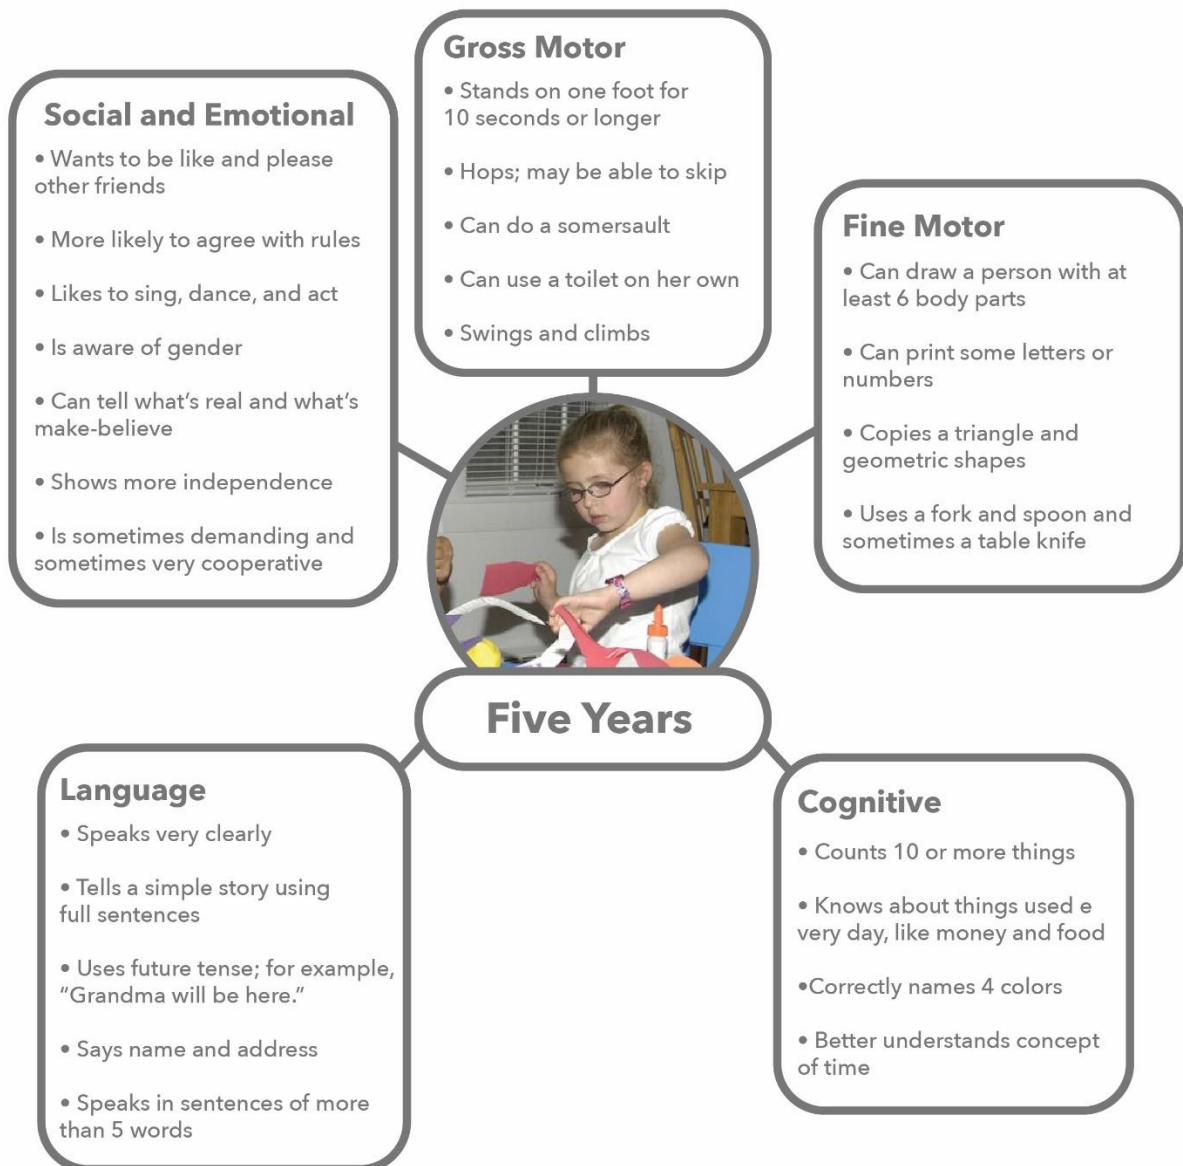 Social and Emotional
• Wants to be like and please
other friends
• More likely to agree with rules
• Likes to sing, dance, and act
• Is aware of gender
• Can tell what's real and what's
make-believe
• Shows more independence
• Is sometimes demanding and
sometimes very cooperative
Gross Motor
• Stands on one foot for
10 seconds or longer
• Hops; may be able to skip
• Can do a somersault
• Can use a toilet on her own
• Swings and climbs
Fine Motor
• Can draw a person with at
least 6 body parts
• Can print some letters or
numbers
• Copies a triangle and
geometric shapes
• Uses a fork and spoon and
sometimes a table knife
Five Years
Language
• Speaks very clearly
• Tells a simple story using
full sentences
• Uses future tense; for example,
“Grandma will be here.”
• Says name and address
• Speaks in sentences of more
than 5 words
Cognitive
• Counts 10 or more things
• Knows about things used e
very day, like money and food
•Correctly names 4 colors
• Better understands concept
of time